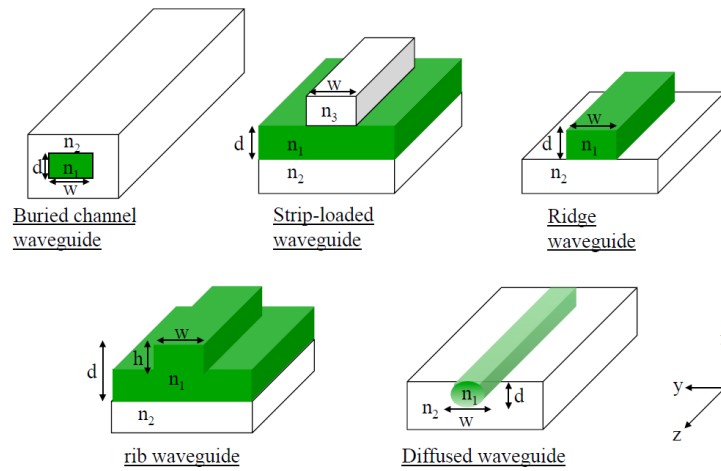 n2
d
n1
w
Buried channel
waveguide
w
n3
d
n1
n2
Strip-loaded
waveguide
w
d
n1
n2
Ridge
waveguide
w
h
d
n1
n2
rib waveguide
n1
d
n2
w
Diffused waveguide
y
z